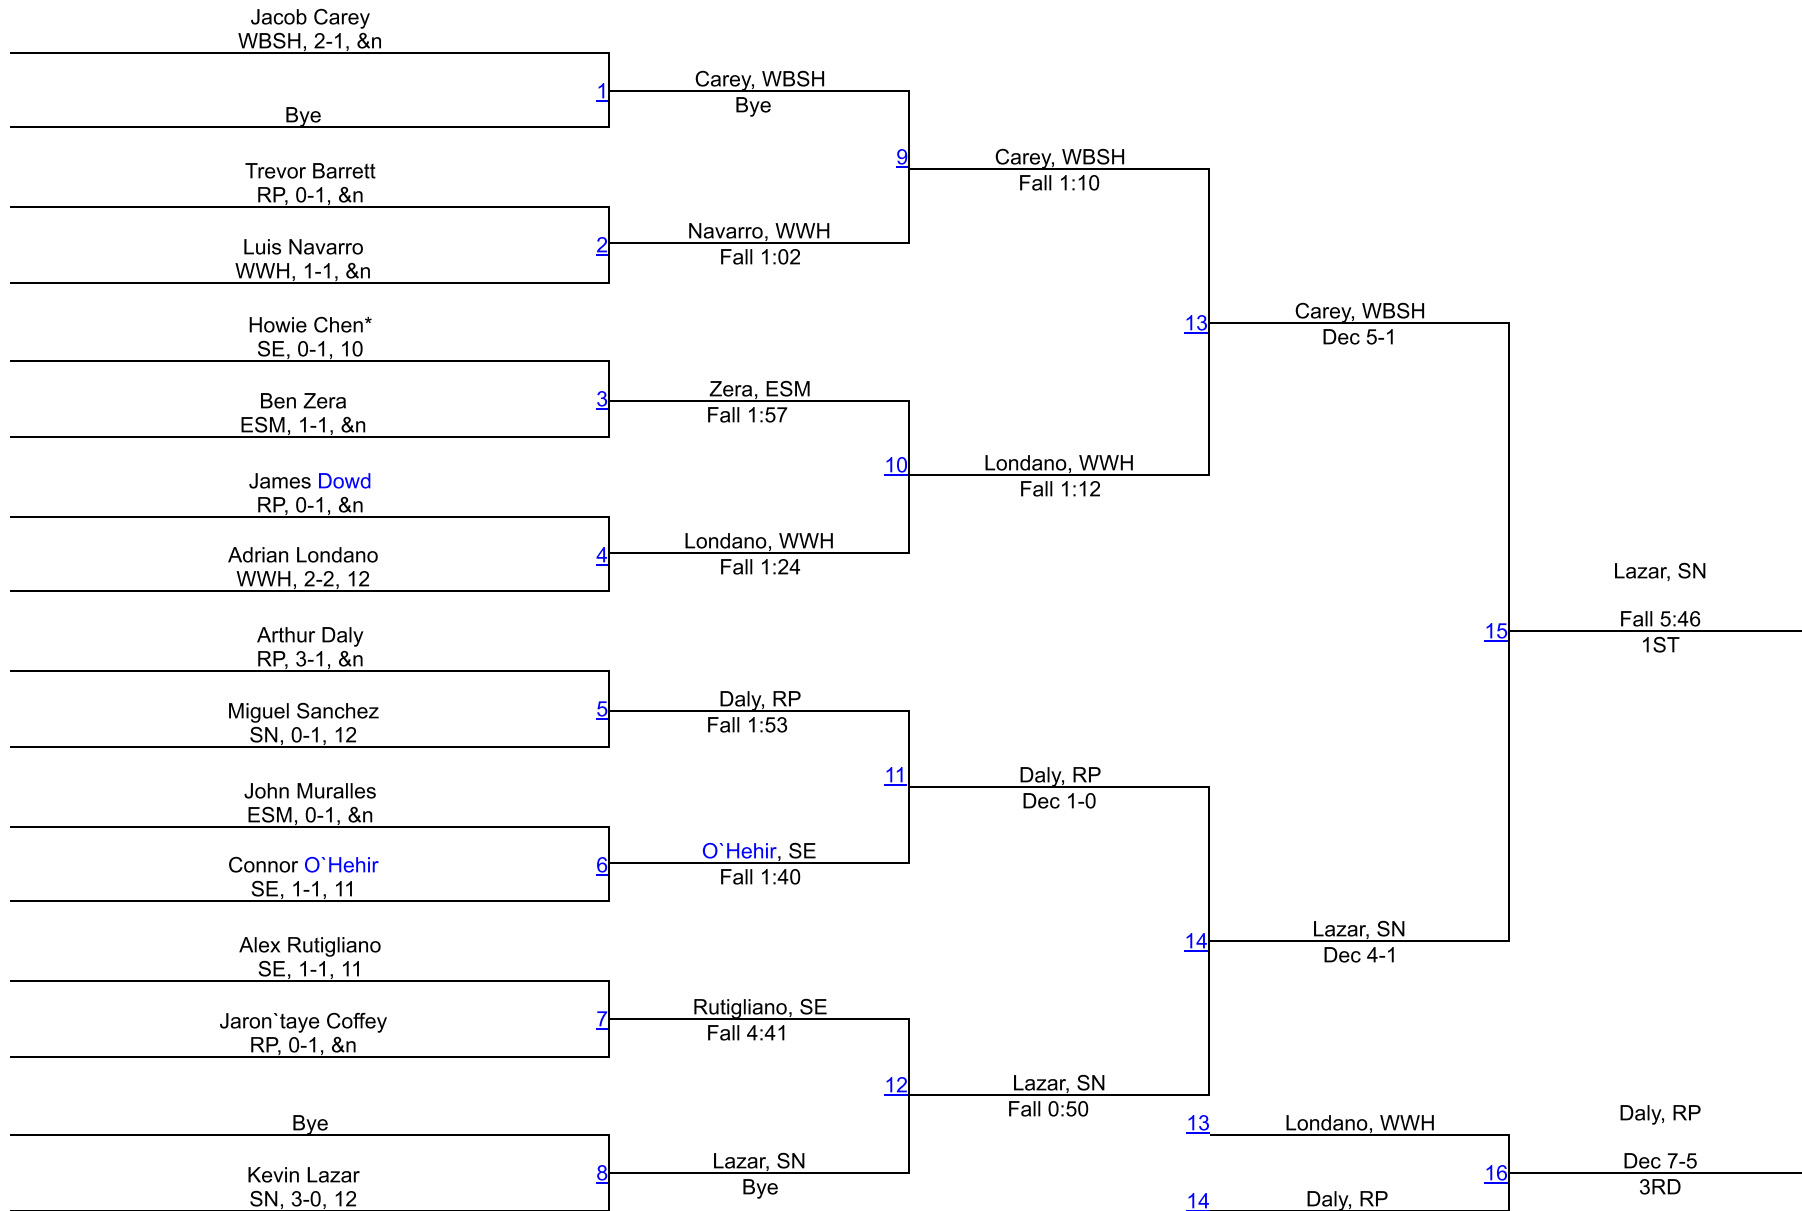 Jacob Carey
WBSH, 2-1, &n
Bye
1
Carey, WBSH
Bye
Trevor Barrett
RP, 0-1, &n
Luis Navarro
WWH, 1-1, &n
2
Navarro, WWH
Fall 1:02
9
Carey, WBSH
Fall 1:10
Howie Chen*
SE, 0-1, 10
Ben Zera
ESM, 1-1, &n
3
Zera, ESM
Fall 1:57
James Dowd
RP, 0-1, &n
Adrian Londano
WWH, 2-2, 12
4
Londano, WWH
Fall 1:24
10
Londano, WWH
Fall 1:12
13
Carey, WBSH
Dec 5-1
Arthur Daly
RP, 3-1, &n
Miguel Sanchez
SN, 0-1, 12
5
Daly, RP
Fall 1:53
John Muralles
ESM, 0-1, &n
Connor O`Hehir
SE, 1-1, 11
6
O`Hehir, SE
Fall 1:40
11
Daly, RP
Dec 1-0
Alex Rutigliano
SE, 1-1, 11
Jaron`taye Coffey
RP, 0-1, &n
7
Rutigliano, SE
Fall 4:41
Bye
Kevin Lazar
SN, 3-0, 12
8
Lazar, SN
Bye
12
Lazar, SN
Fall 0:50
14
Lazar, SN
Dec 4-1
15
Lazar, SN
Fall 5:46
1ST
13
Londano, WWH
14
Daly, RP
16
Daly, RP
Dec 7-5
3RD